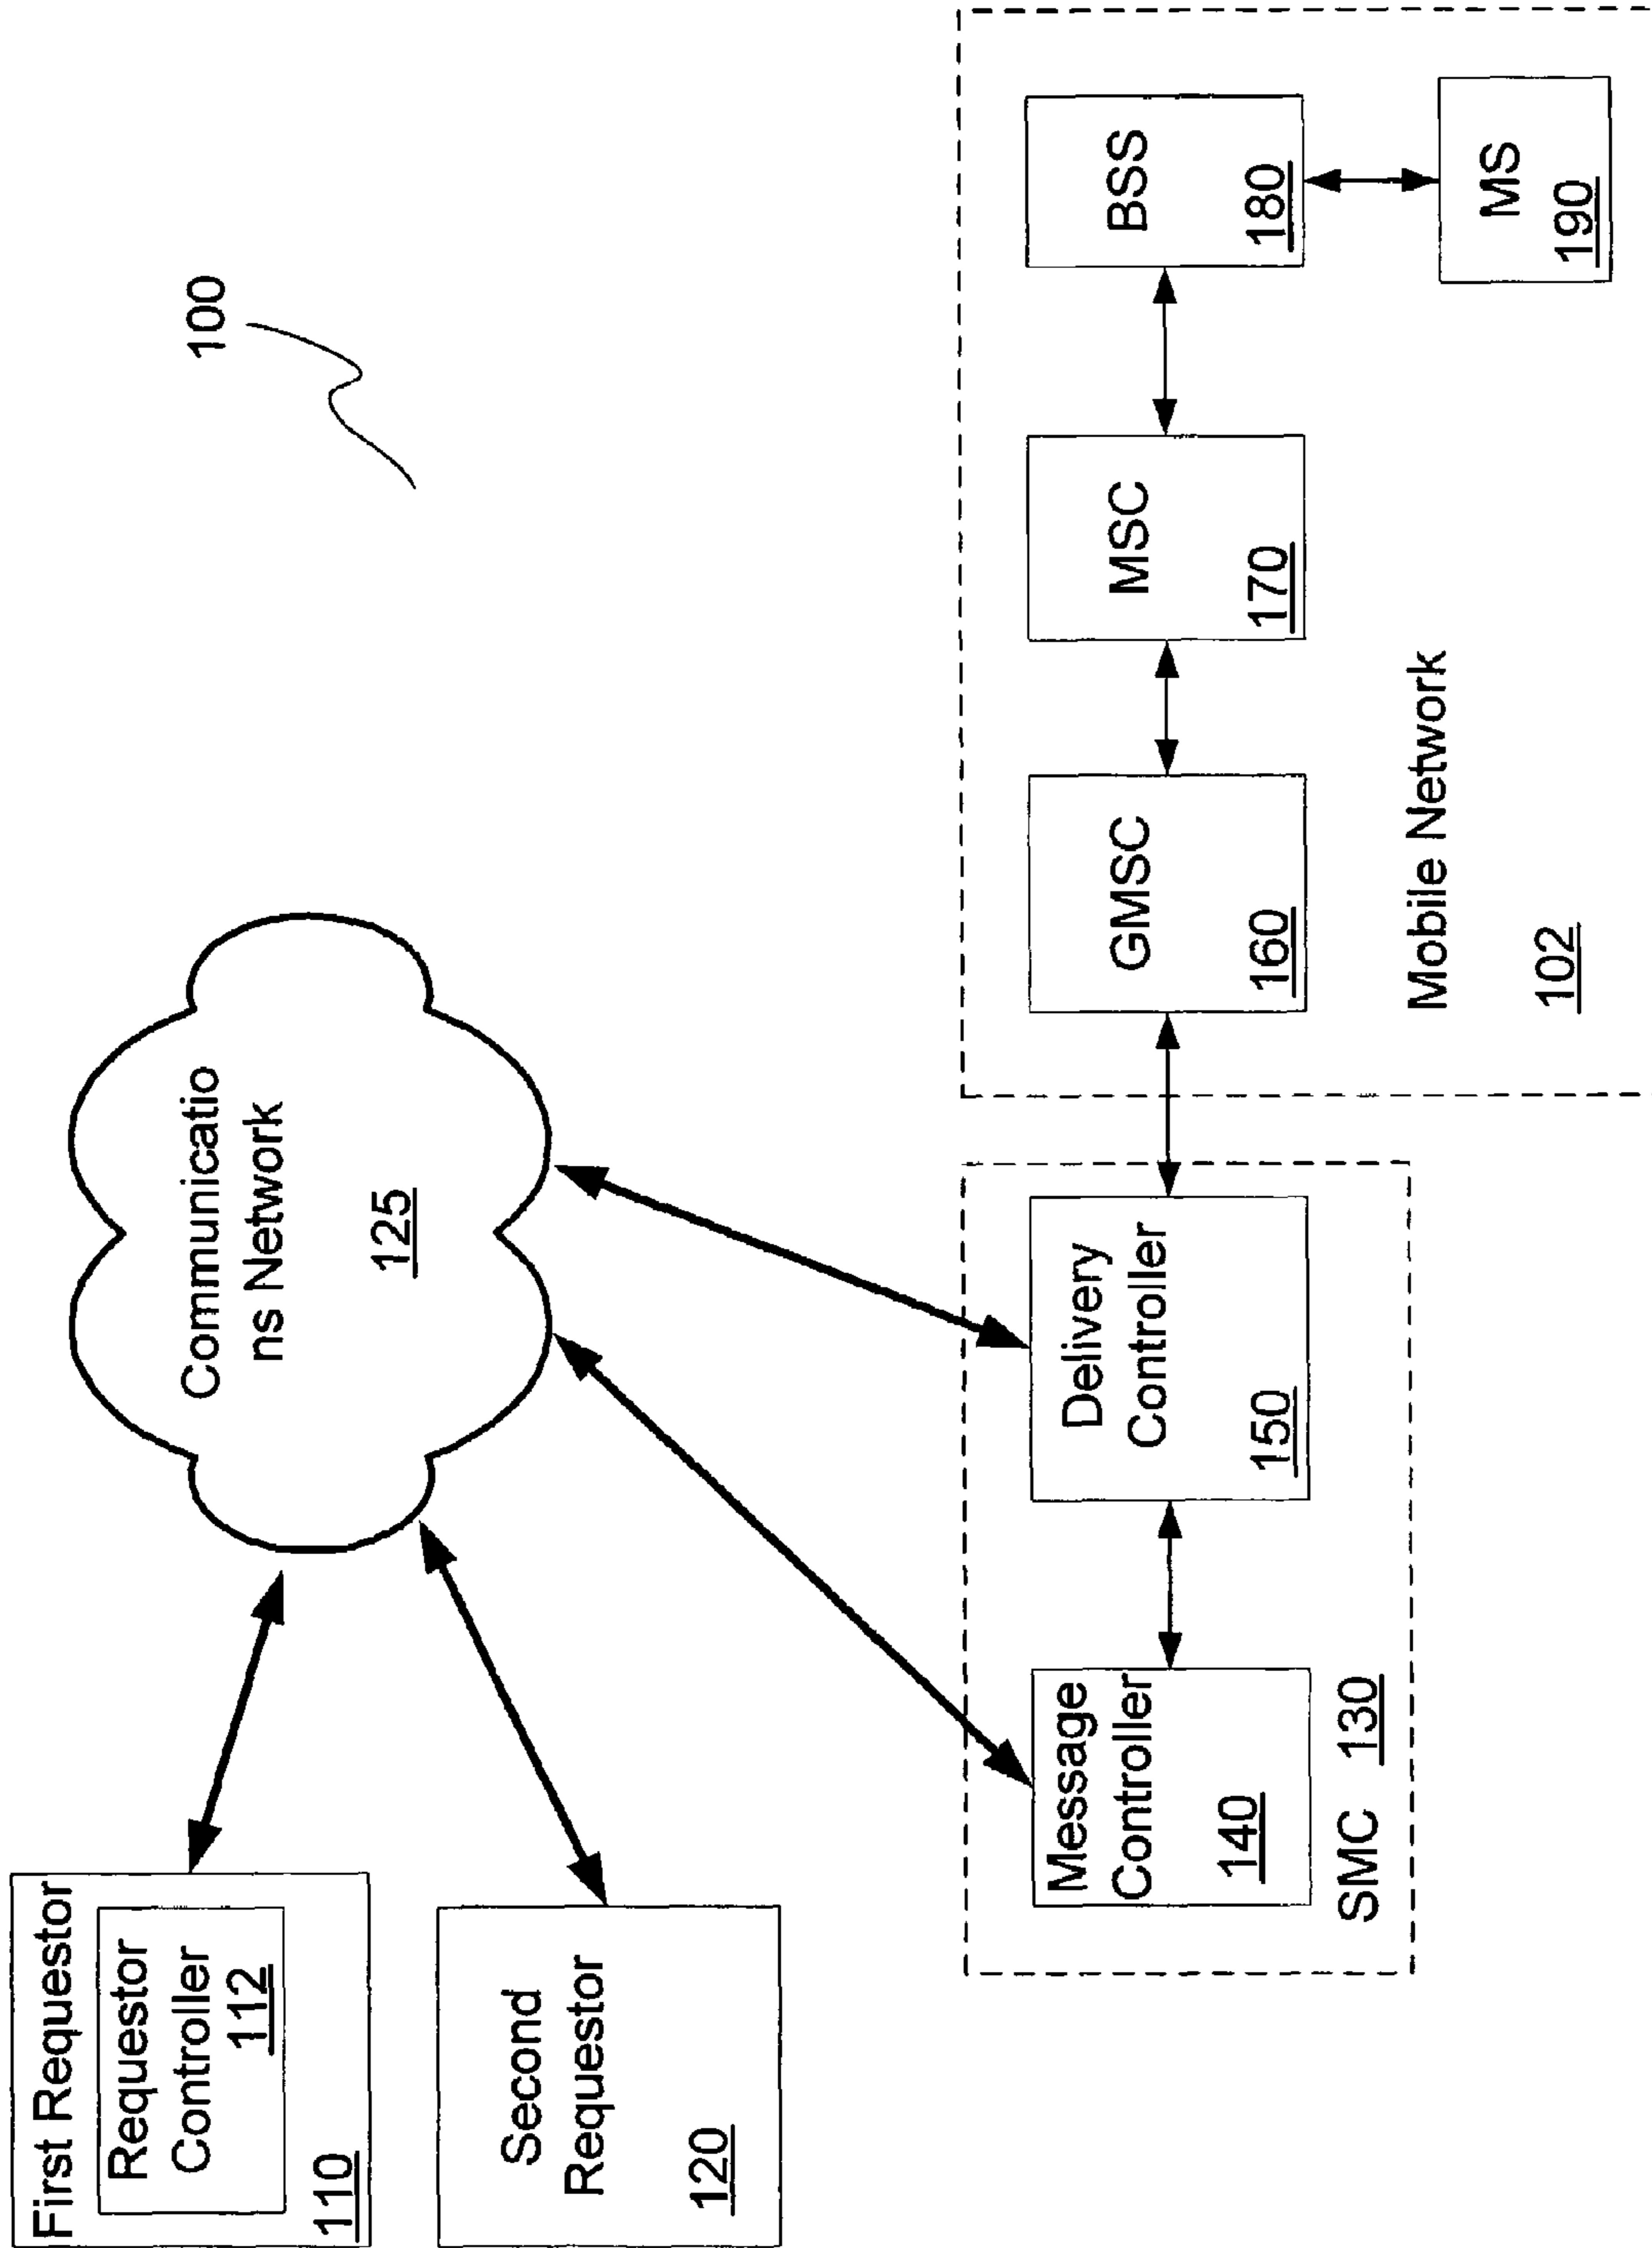 First Requestor
Requestor
Controller
112
110
Second
Requestor
120
Communicatio
ns Network
125
100
Message
Controller
140
SMC 130
Delivery
Controller
150
GMSC
160
MSC
170
BSS
180
MS
190
Mobile Network
102